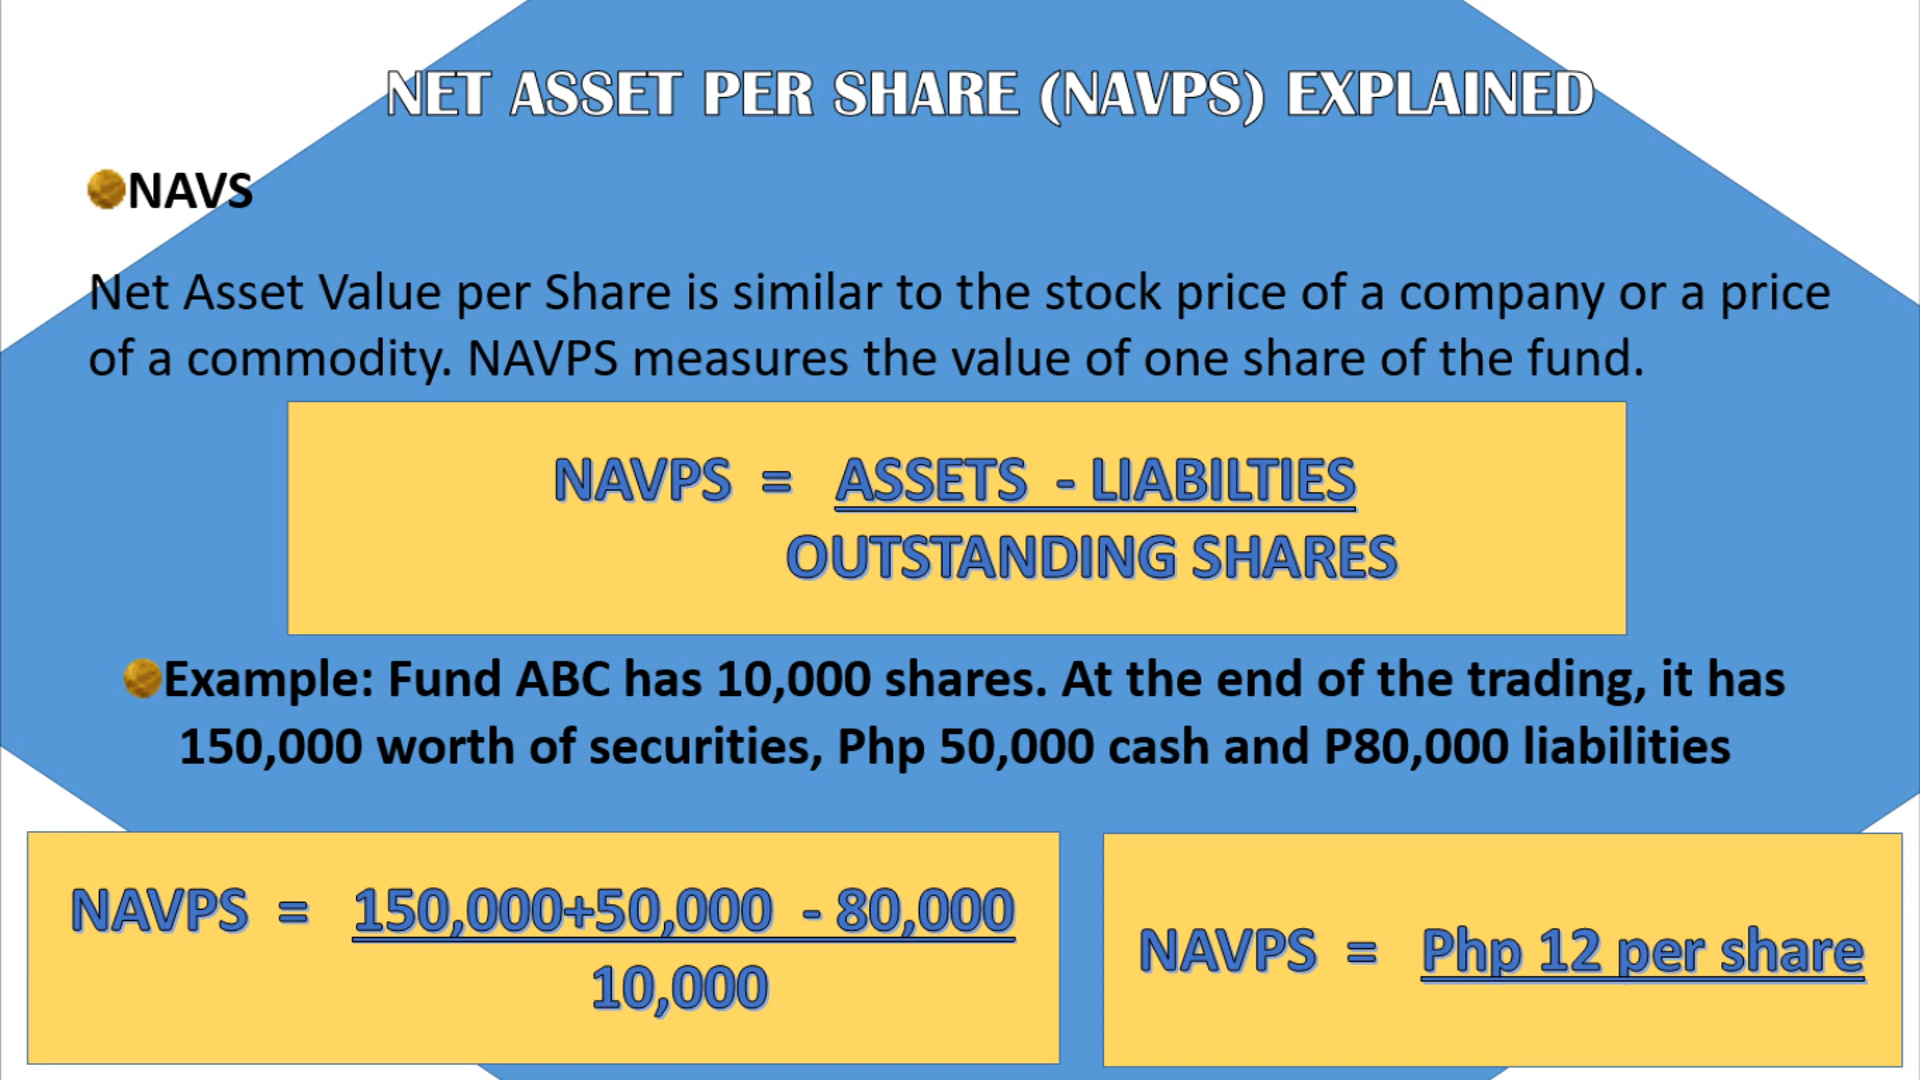 NET ASSET PER SHARE (NAVPS) EXPLAINED
NAVS
Net Asset Value per Share is similar to the stock price of a company or a price
of a commodity. NAVPS measures the value of one share of the fund.
NAVPS = ASSETS - LIABILTIES
OUTSTANDING SHARES
Example: Fund ABC has 10,000 shares. At the end of the trading, it has
150,000 worth of securities, Php 50,000 cash and P80,000 liabilities
NAVPS = 150,000+50,000 - 80,000
10,000
NAVPS = Php 12 per share